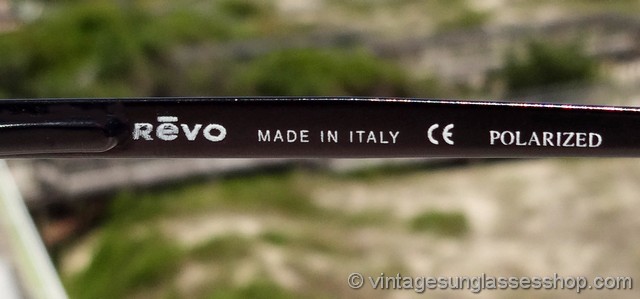 RēVO MADE IN ITALY CE POLARIZED
© vintagesunglassesshop.com